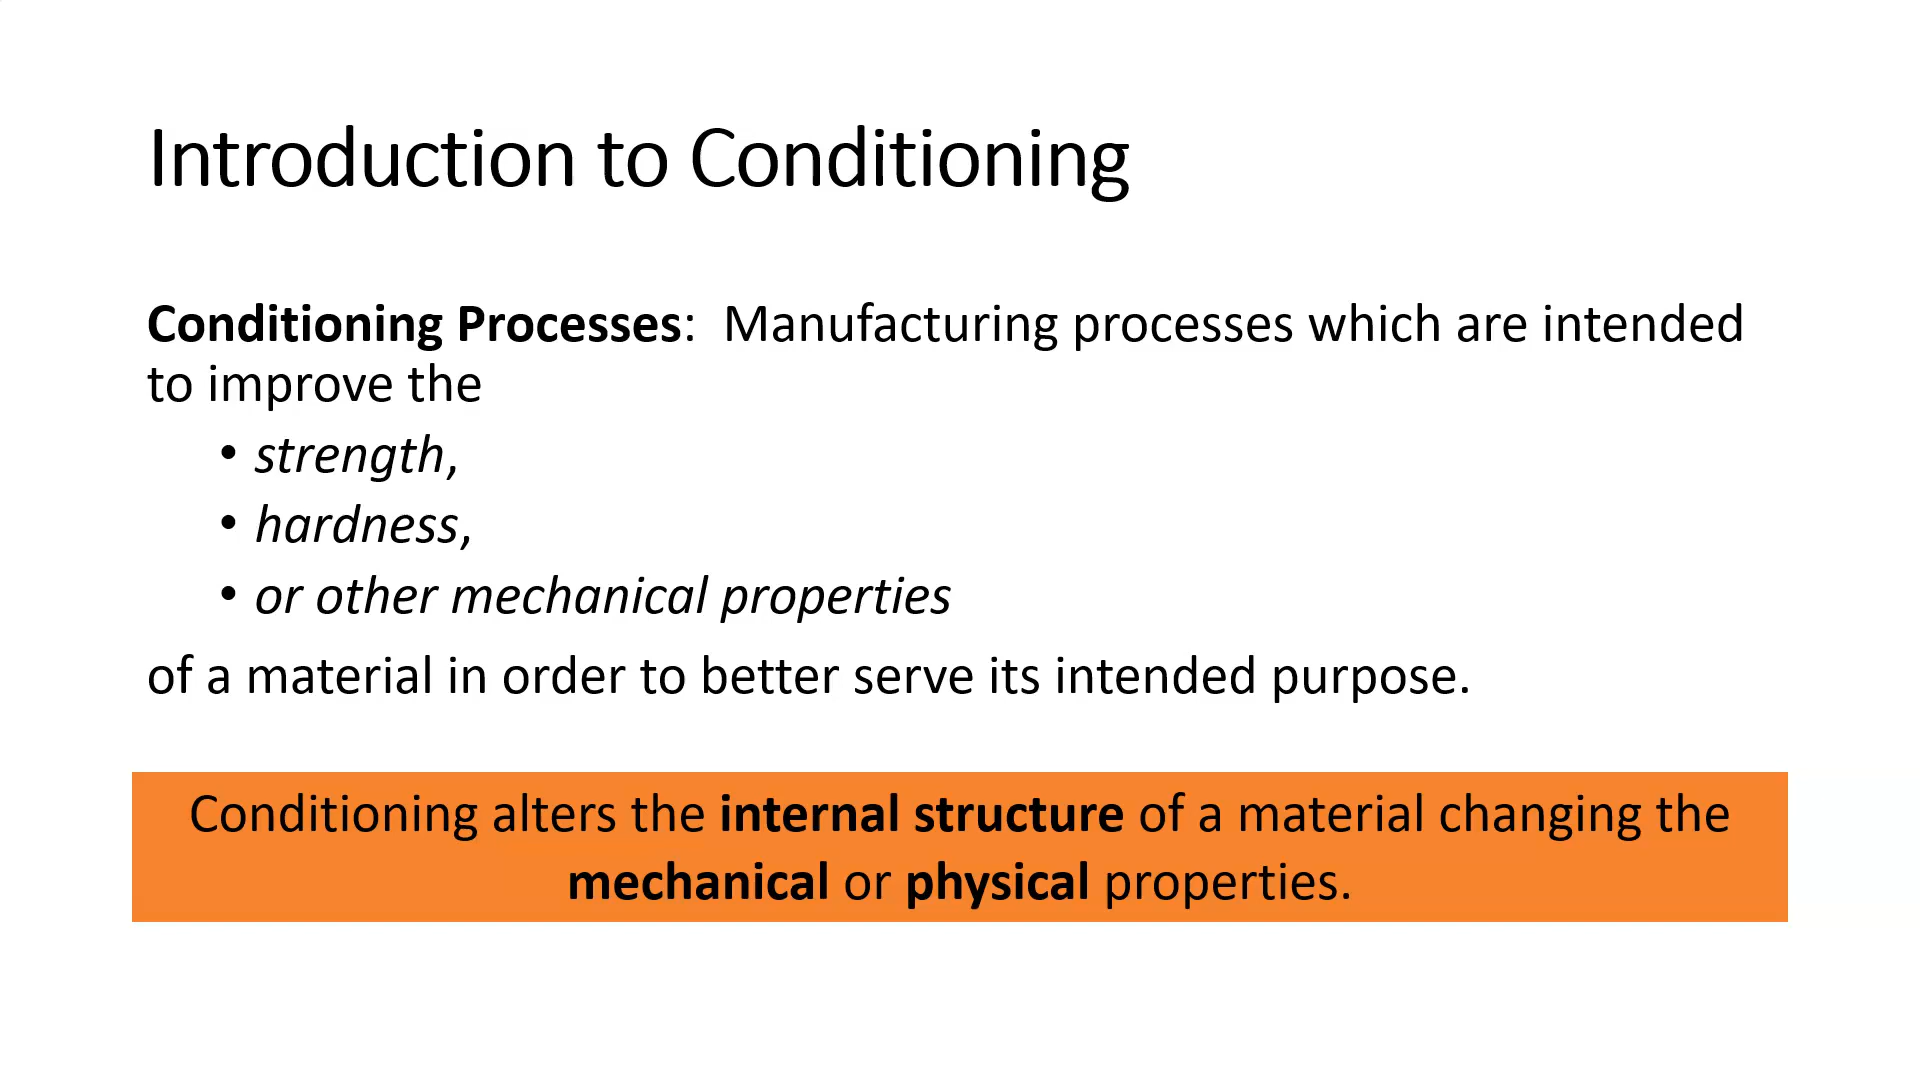 Introduction to Conditioning
Conditioning Processes:  Manufacturing processes which are intended
to improve the
• strength,
• hardness,
• or other mechanical properties
of a material in order to better serve its intended purpose.
Conditioning alters the internal structure of a material changing the
mechanical or physical properties.